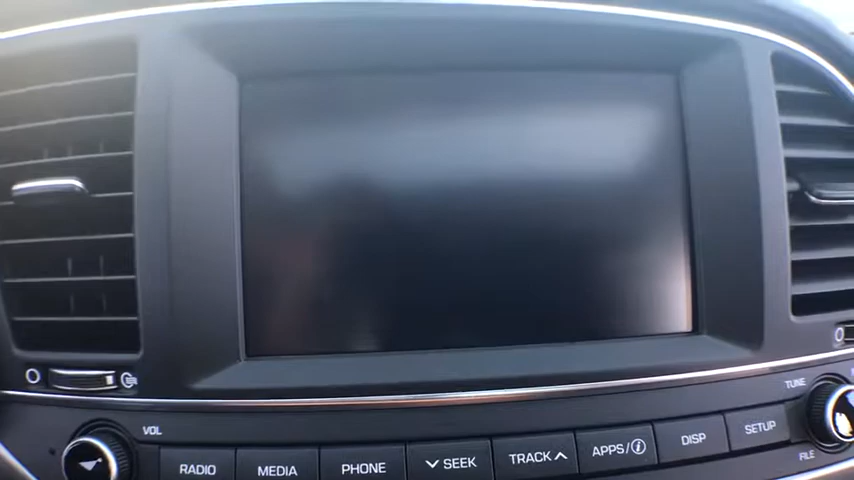 VOL
TUNE
RADIO
MEDIA
PHONE
SEEK
TRACK
APPS/i
DISP
SETUP
FILE